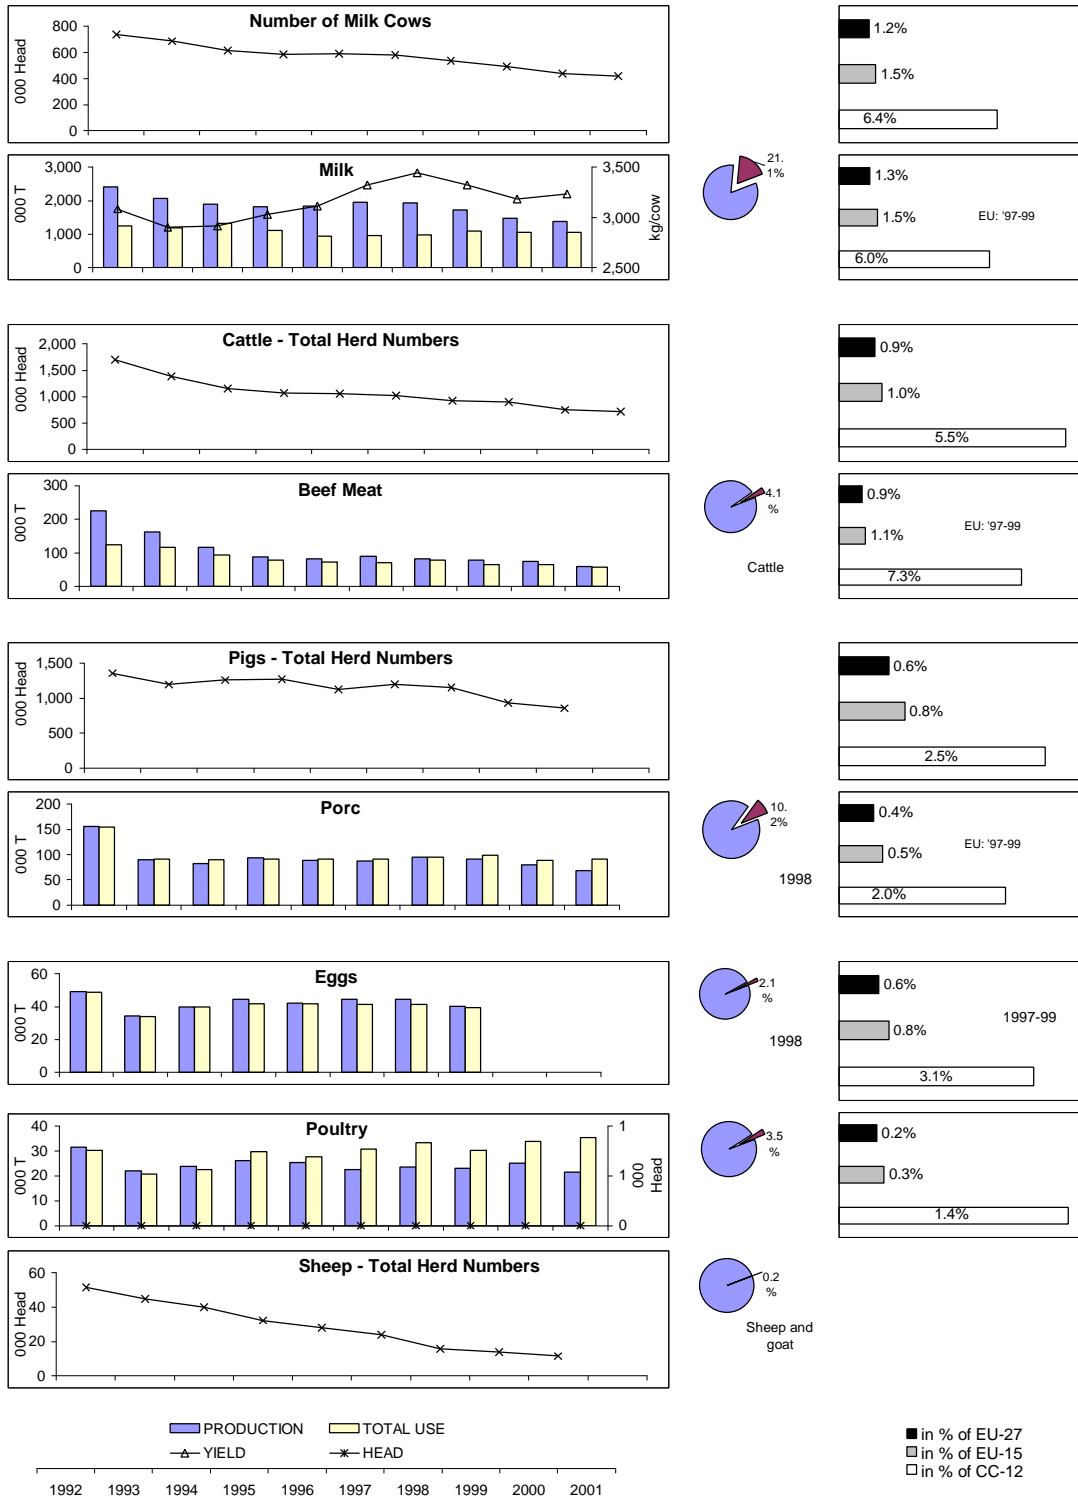 Number of Milk Cows
000 Head
800
600
400
200
0
1.2%
1.5%
6.4%
Milk
000 T
3,000
2,000
1,000
0
3,500
3,000
2,500
kg/cow
21.
1%
1.3%
1.5%
EU: '97-99
6.0%
Cattle - Total Herd Numbers
000 Head
2,000
1,500
1,000
500
0
0.9%
1.0%
5.5%
Beef Meat
000 T
300
200
100
0
4.1
%
Cattle
0.9%
1.1%
EU: '97-99
7.3%
Pigs - Total Herd Numbers
000 Head
1,500
1,000
500
0
0.6%
0.8%
2.5%
Porc
000 T
200
150
100
50
0
10.
2%
1998
0.4%
0.5%
EU: '97-99
2.0%
Eggs
000 T
60
40
20
0
2.1
%
1998
0.6%
0.8%
1997-99
3.1%
Poultry
000 T
40
30
20
10
0
1
1
0
000
Head
3.5
%
0.2%
0.3%
1.4%
Sheep - Total Herd Numbers
000 Head
60
40
20
0
0.2
%
Sheep and
goat
PRODUCTION TOTAL USE
YIELD HEAD
in % of EU-27
in % of EU-15
in % of CC-12
1992 1993 1994 1995 1996 1997 1998 1999 2000 2001